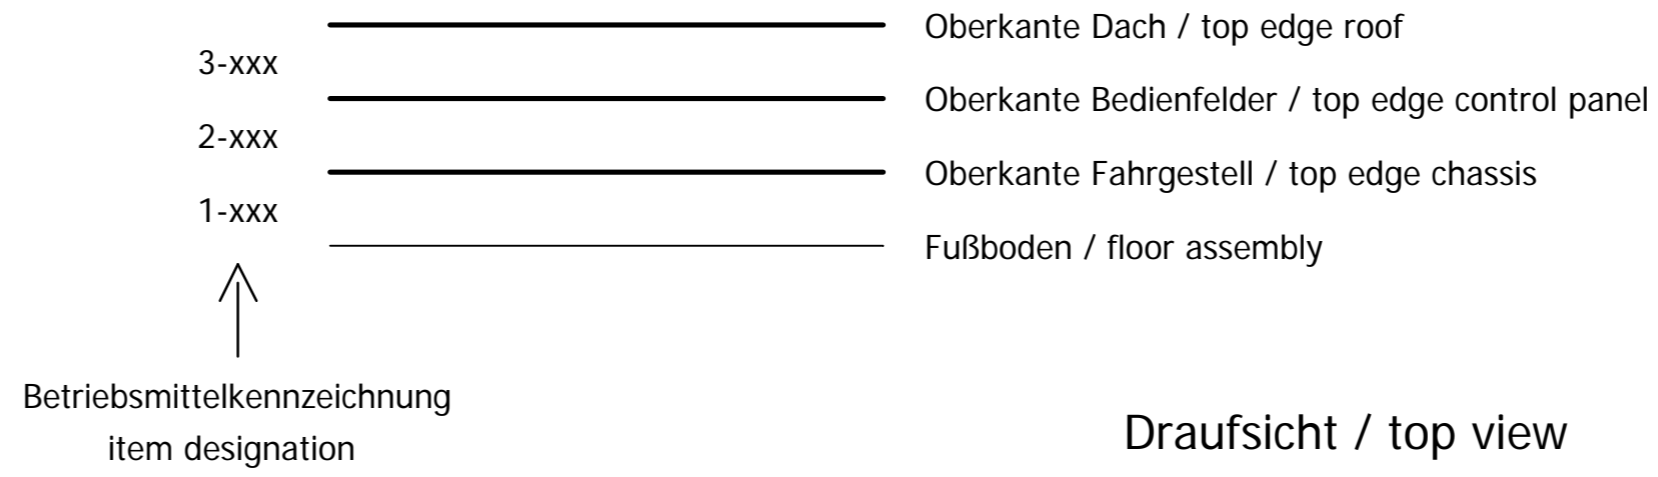 Oberkante Dach / top edge roof
3-xxx
Oberkante Bedienfelder / top edge control panel
2-xxx
Oberkante Fahrgestell / top edge chassis
1-xxx
Fußboden / floor assembly
Betriebsmittelkennzeichnung
item designation
Draufsicht / top view